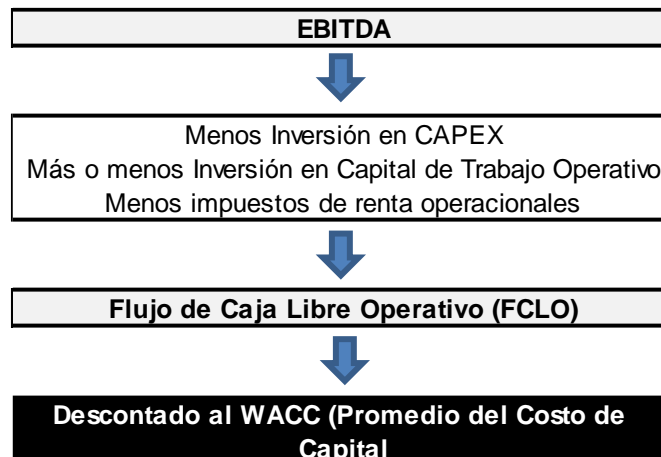 EBITDA
Menos Inversión en CAPEX
Más o menos Inversión en Capital de Trabajo Operativo
Menos impuestos de renta operacionales
Flujo de Caja Libre Operativo (FCLO)
Descontado al WACC (Promedio del Costo de
Capital